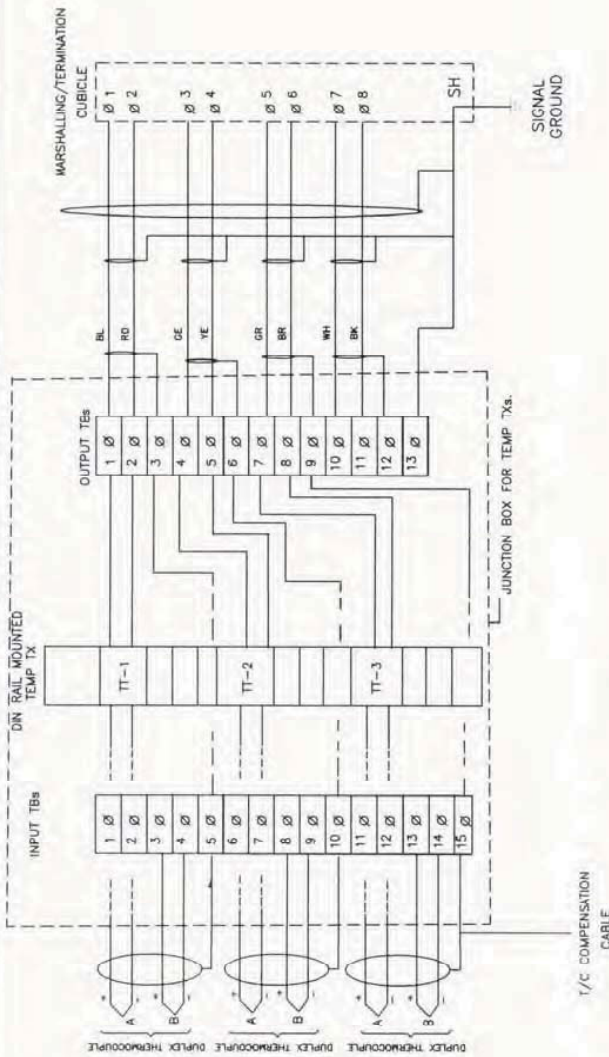 MARSHALLING/TERMINATION
CUBICLE
Ø 1
Ø 2
Ø 3
Ø 4
Ø 5
Ø 6
Ø 7
Ø 8
SH
SIGNAL
GROUND
BL
RD
GE
YE
GR
BR
WH
BK
OUTPUT TBs
1 Ø
2 Ø
3 Ø
4 Ø
5 Ø
6 Ø
7 Ø
8 Ø
9 Ø
10 Ø
11 Ø
12 Ø
13 Ø
JUNCTION BOX FOR TEMP TXs.
DIN RAIL MOUNTED
TEMP TX
TT-1
TT-2
TT-3
INPUT TBs
1 Ø
2 Ø
3 Ø
4 Ø
5 Ø
6 Ø
7 Ø
8 Ø
9 Ø
10 Ø
11 Ø
12 Ø
13 Ø
14 Ø
15 Ø
+
A
-
+
B
-
DUPLEX THERMOCOUPLE
+
A
-
+
B
-
DUPLEX THERMOCOUPLE
+
A
-
+
B
-
DUPLEX THERMOCOUPLE
T/C COMPENSATION
CABLE